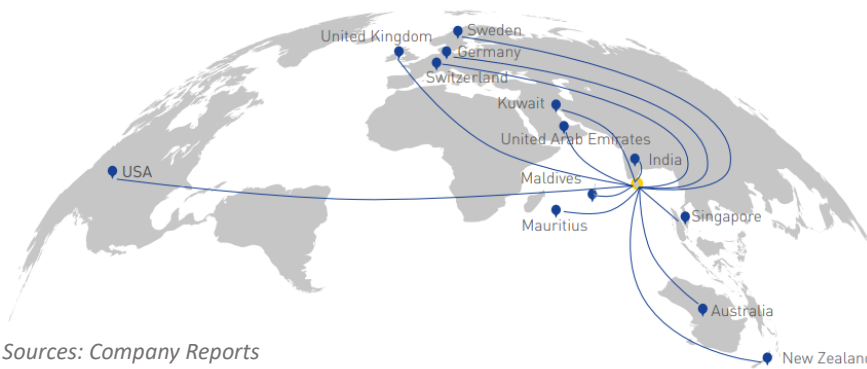 Sweden
United Kingdom
Germany
Switzerland
Kuwait
United Arab Emirates
India
USA
Maldives
Mauritius
Singapore
Australia
Sources: Company Reports
New Zealand